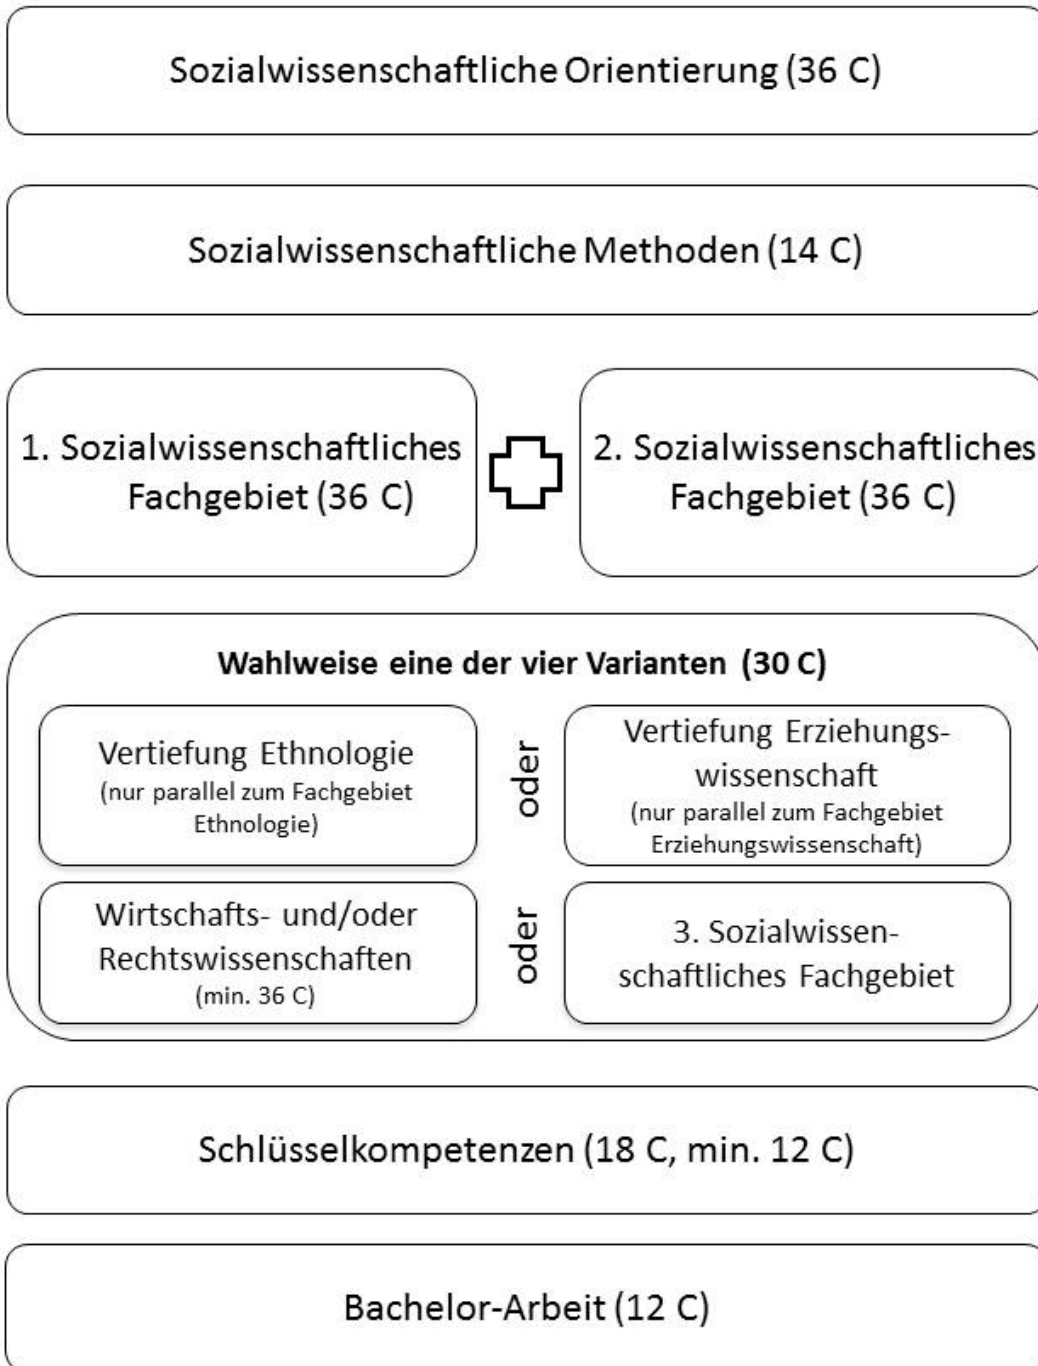 Sozialwissenschaftliche Orientierung (36 C)
Sozialwissenschaftliche Methoden (14 C)
1. Sozialwissenschaftliches
Fachgebiet (36 C)
2. Sozialwissenschaftliches
Fachgebiet (36 C)
Wahlweise eine der vier Varianten (30 C)
Vertiefung Ethnologie
(nur parallel zum Fachgebiet
Ethnologie)
oder
Vertiefung Erziehungs-
wissenschaft
(nur parallel zum Fachgebiet
Erziehungswissenschaft)
Wirtschafts- und/oder
Rechtswissenschaften
(min. 36 C)
oder
3. Sozialwissen-
schaftliches Fachgebiet
Schlüsselkompetenzen (18 C, min. 12 C)
Bachelor-Arbeit (12 C)